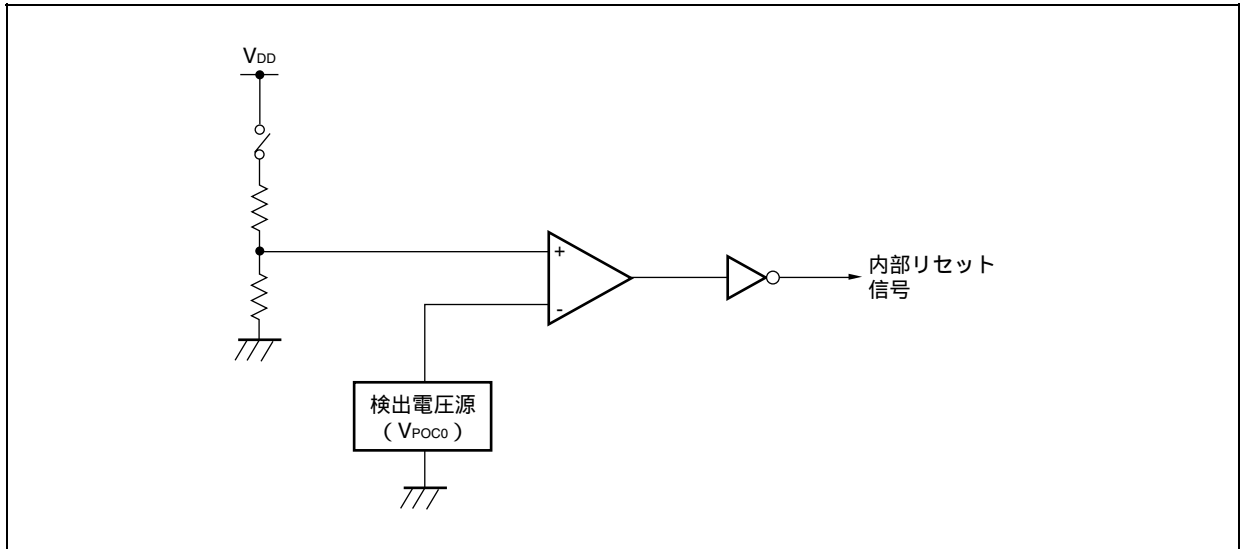 VDD
+
-
内部リセット
信号
検出電圧源
（VPOC0）